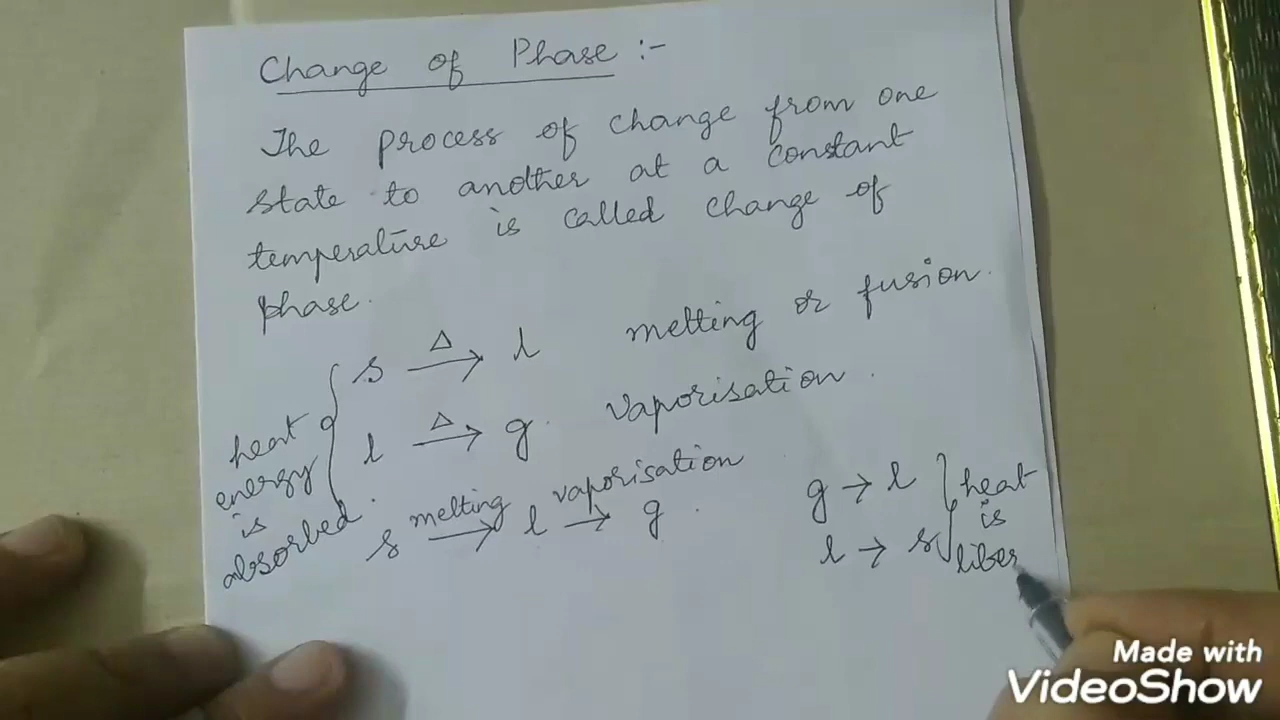 Change of Phase :-
The process of change from one
state to another at a constant
temperature is called change of
phase.
s Δ→ l melting or fusion.
l Δ→ g. vaporisation.
heat
energy
is
absorbed.
s melting→ l vaporisation→ g.
g → l
l → s
heat
is
liber
Made with
VideoShow